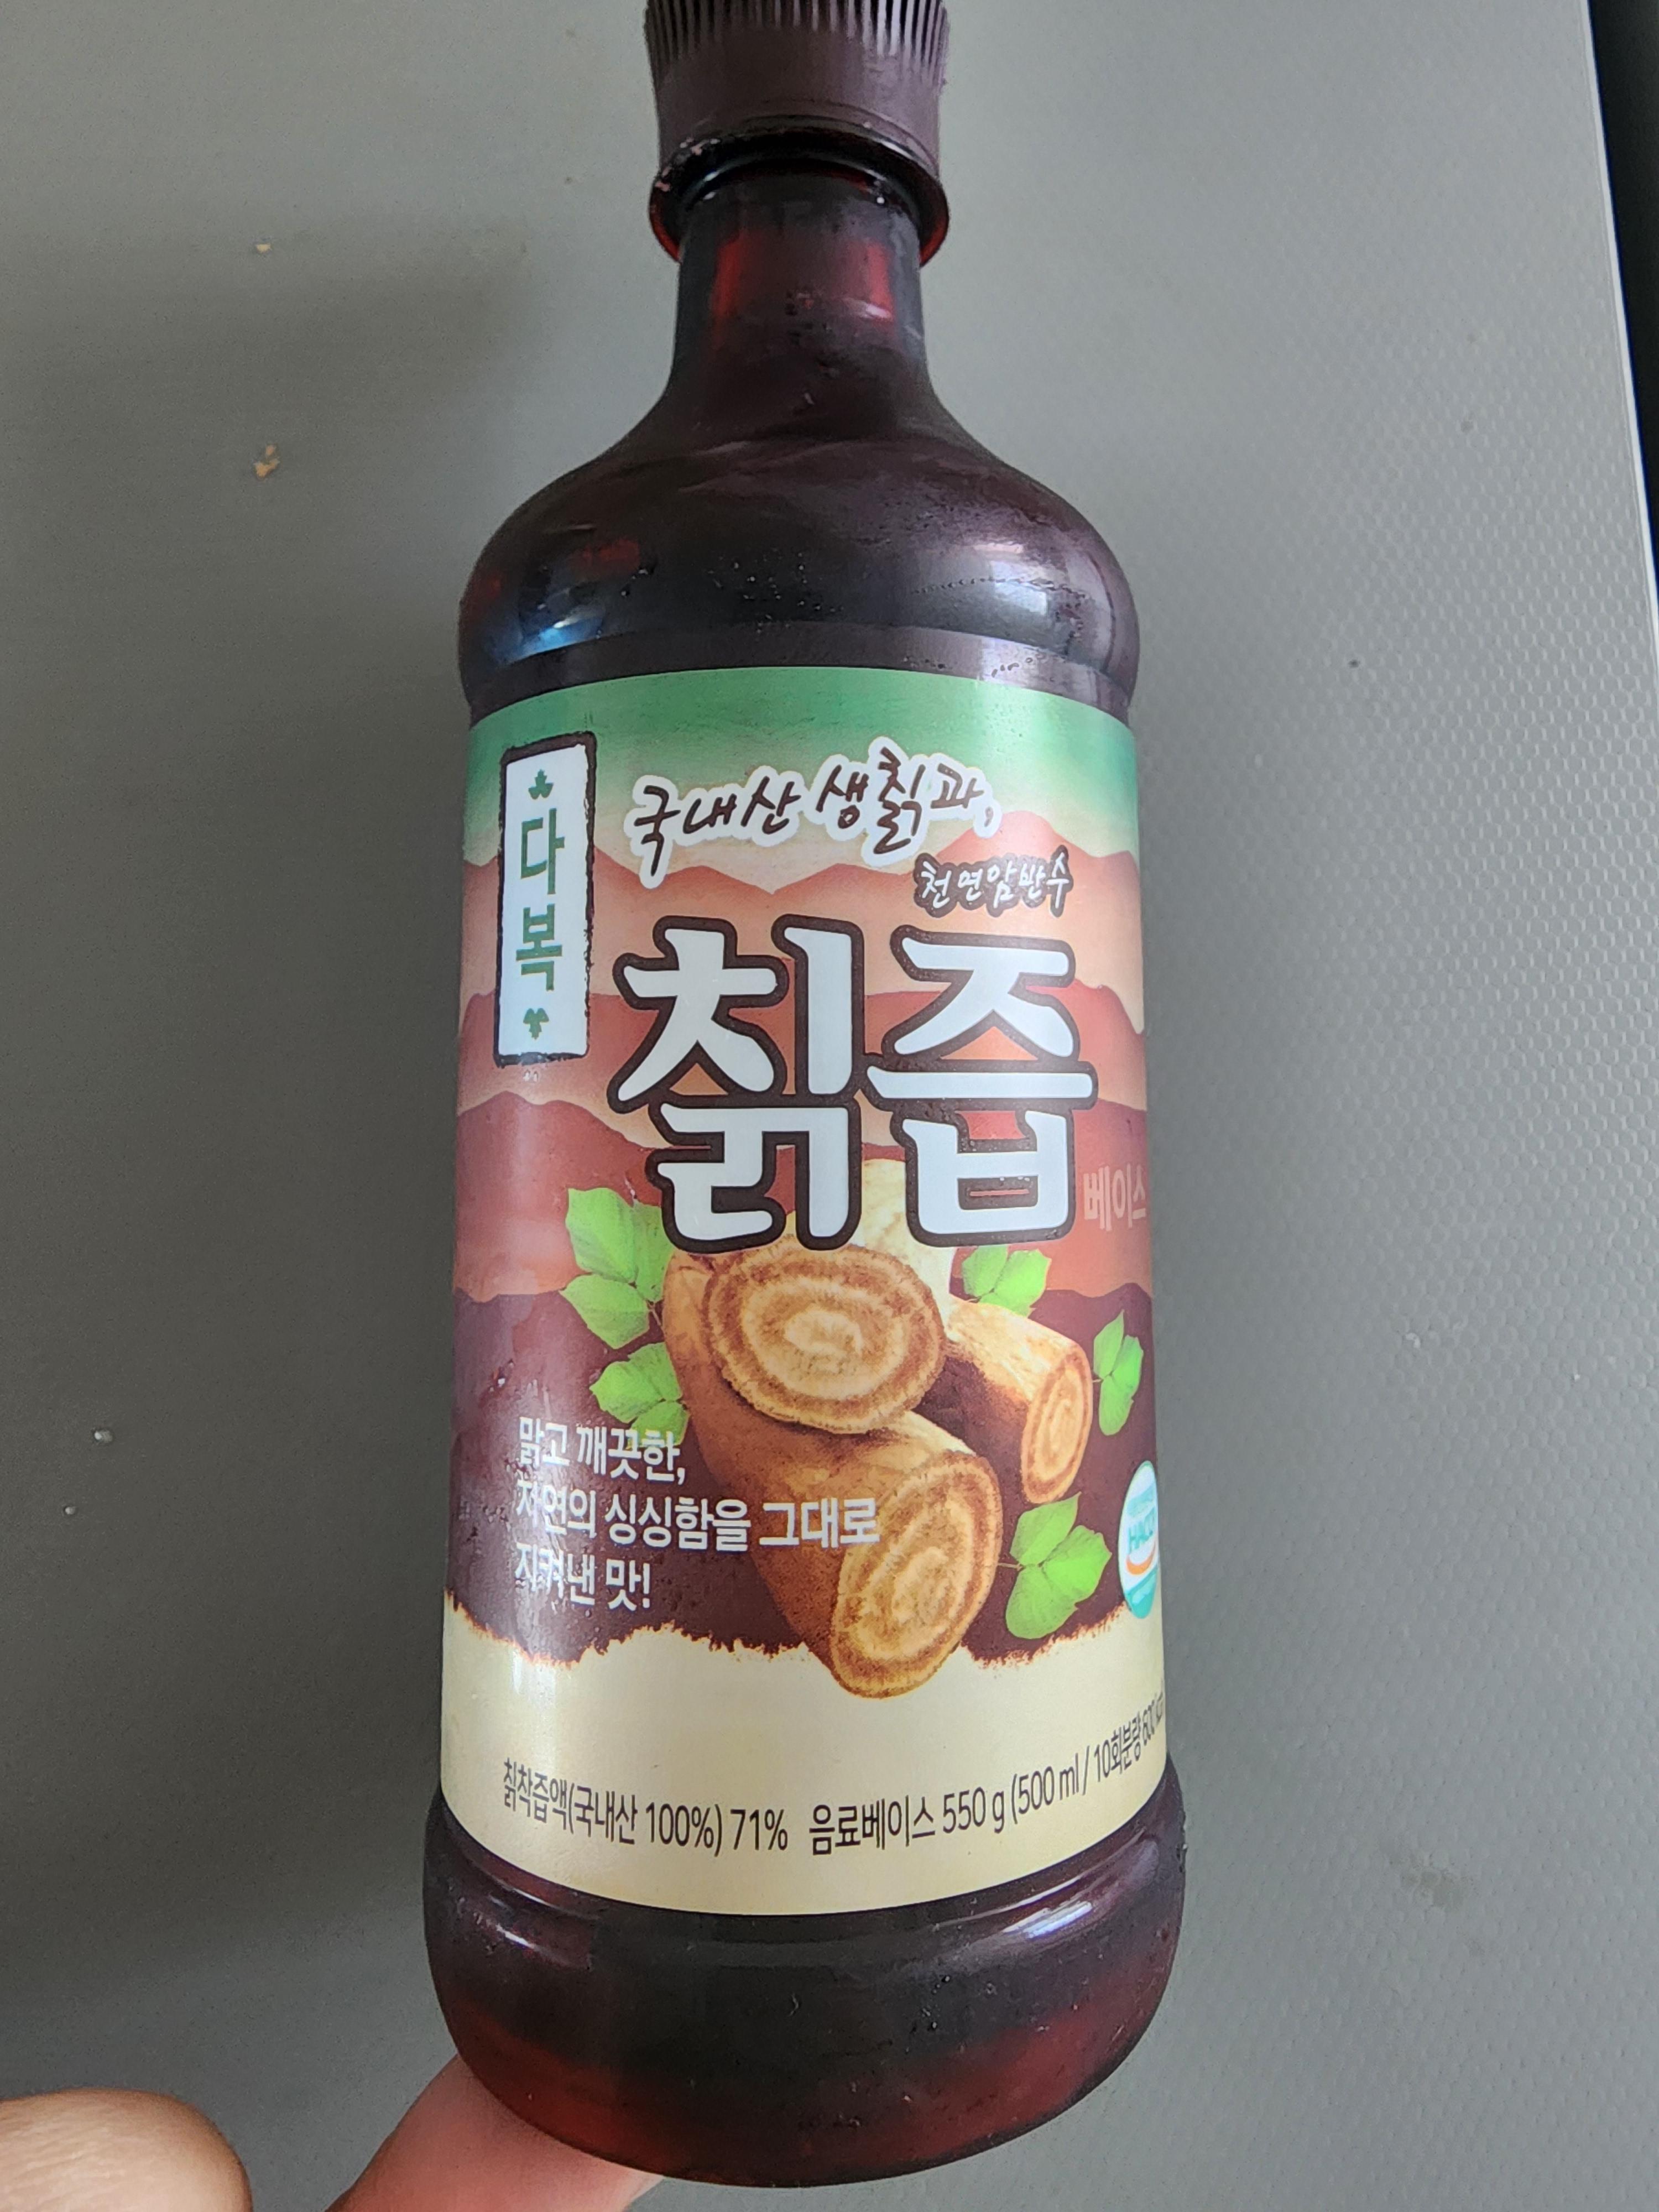 다복
국내산 생칡과,
천연암반수
칡즙
베이스
맑고 깨끗한,
자연의 싱싱함을 그대로
지켜낸 맛!
칡착즙액(국내산 100%) 71% 음료베이스 550 g (500 ml / 10회분량